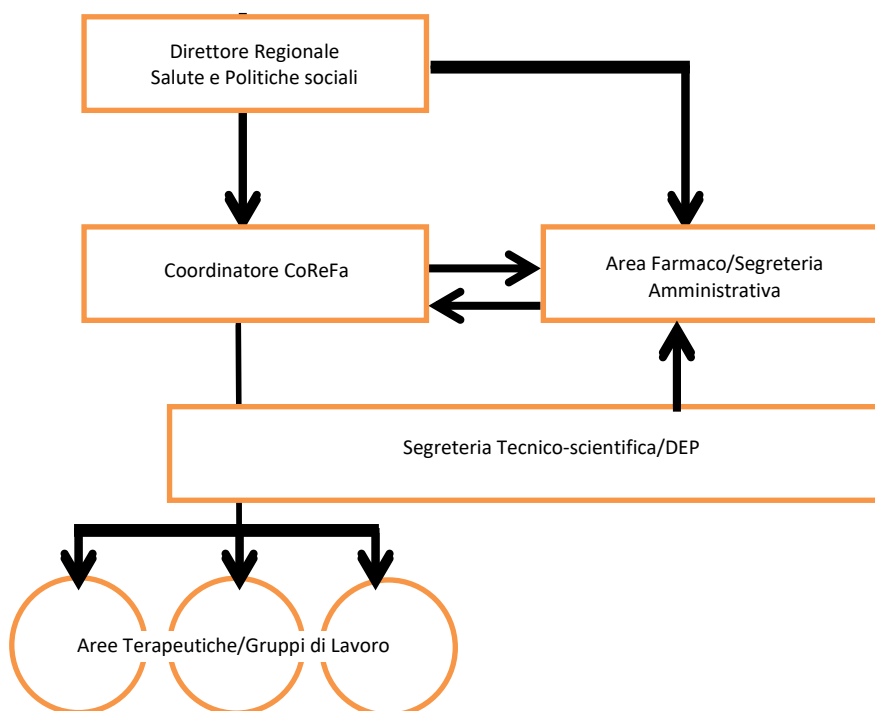 Direttore Regionale
Salute e Politiche sociali
Coordinatore CoReFa
Area Farmaco/Segreteria
Amministrativa
Segreteria Tecnico-scientifica/DEP
Aree Terapeutiche/Gruppi di Lavoro